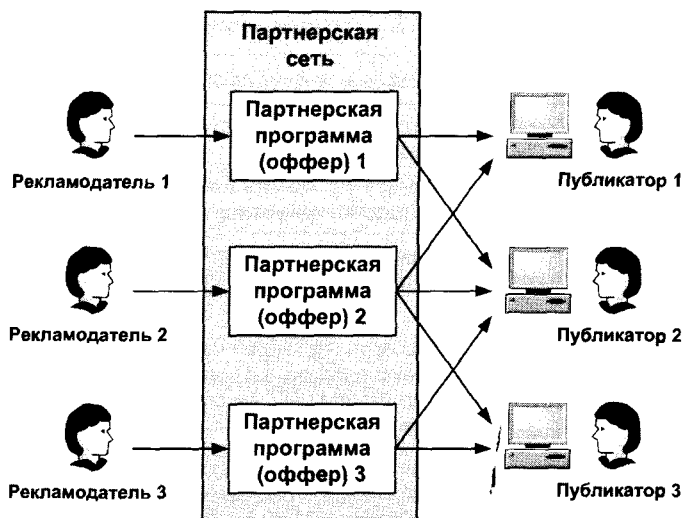 Партнерская
сеть
Партнерская
программа
(оффер) 1
Рекламодатель 1
Публикатор 1
Партнерская
программа
(оффер) 2
Рекламодатель 2
Публикатор 2
Партнерская
программа
(оффер) 3
Рекламодатель 3
Публикатор 3